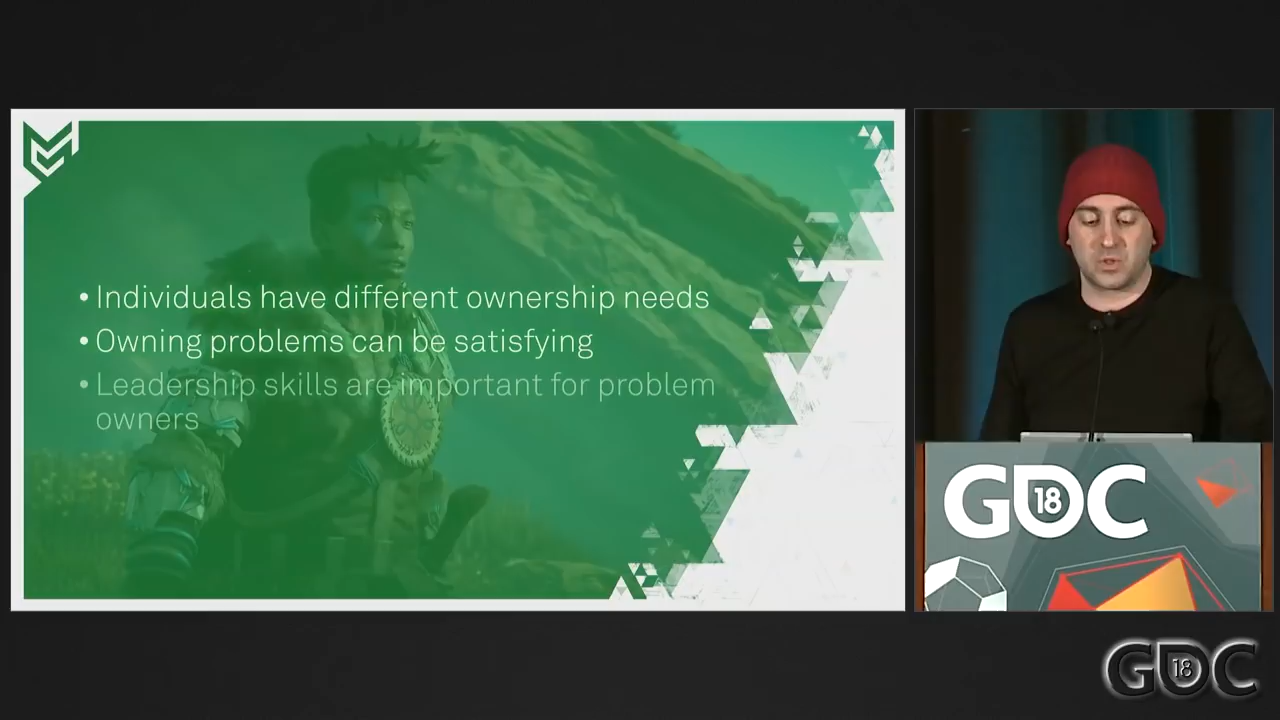 • Individuals have different ownership needs
• Owning problems can be satisfying
• Leadership skills are important for problem
owners
GDC
18
GDC
18